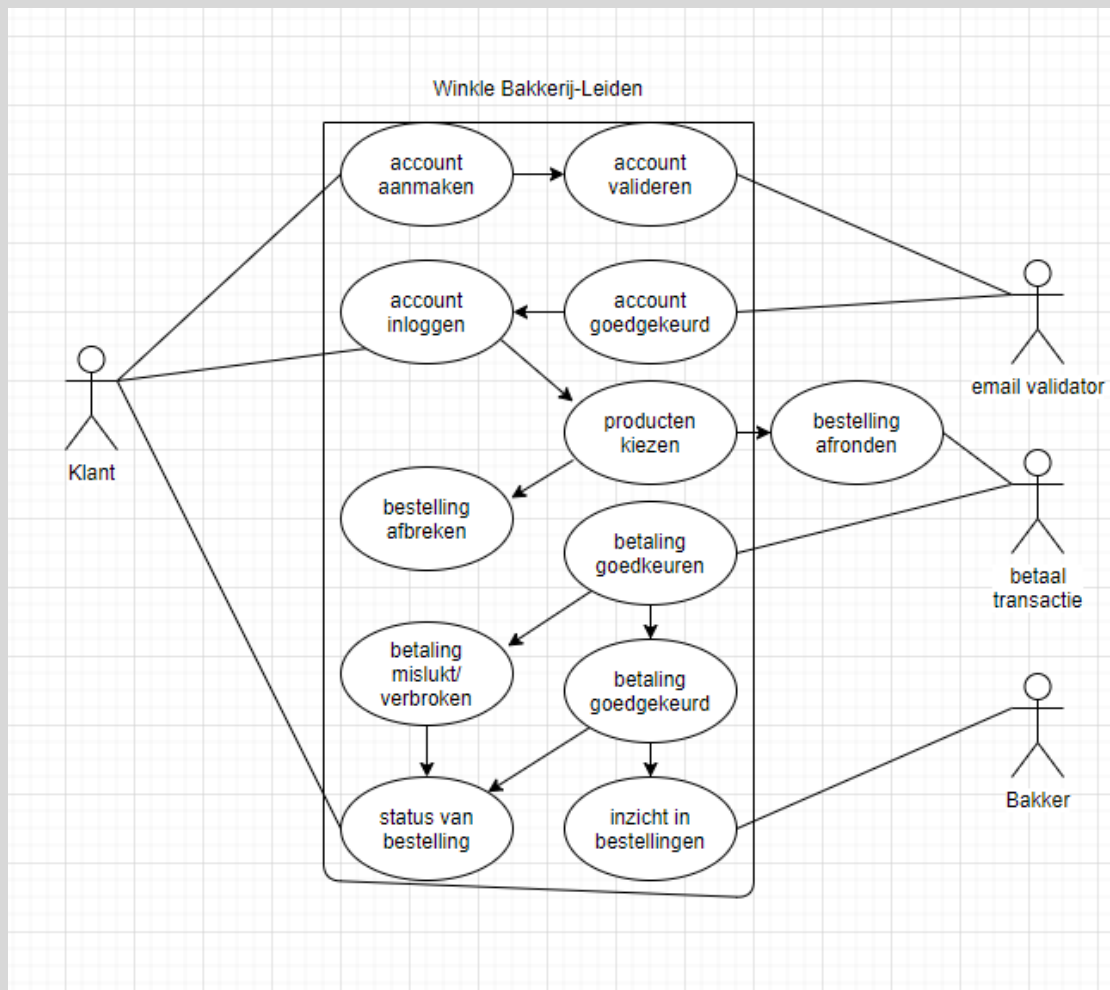 Winkle Bakkerij-Leiden
account
aanmaken
account
valideren
account
inloggen
account
goedgekeurd
email validator
Klant
producten
kiezen
bestelling
afronden
bestelling
afbreken
betaling
goedkeuren
betaal
transactie
betaling
mislukt/
verbroken
betaling
goedgekeurd
Bakker
status van
bestelling
inzicht in
bestellingen